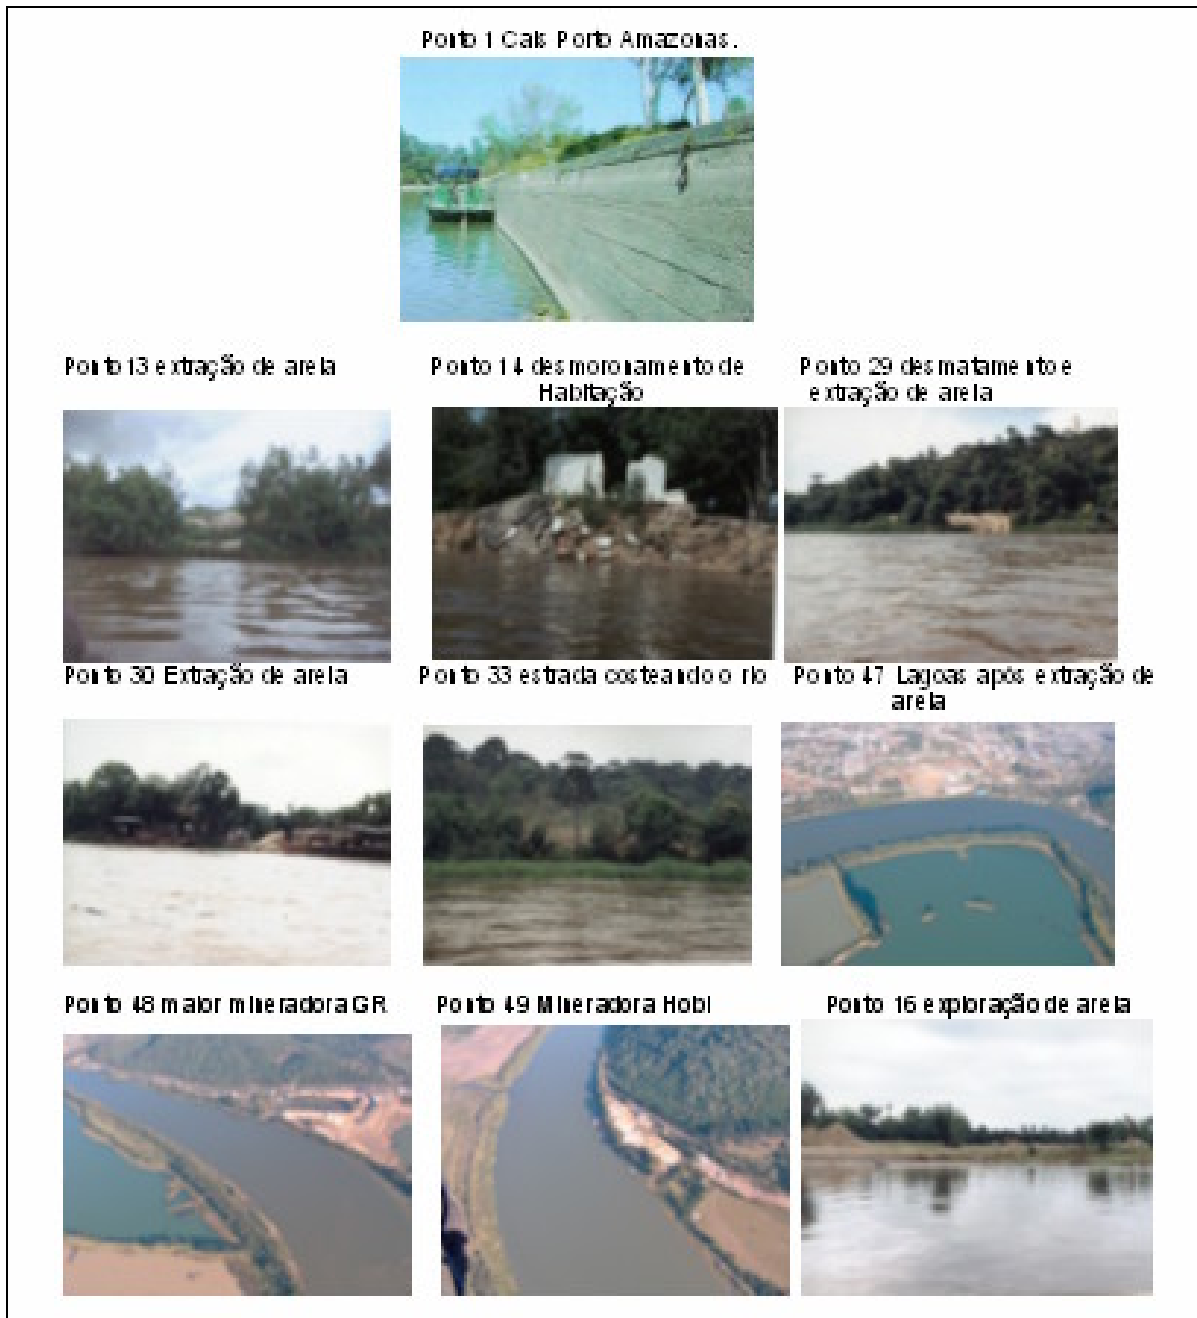 Ponto 1 Cais Porto Amazonas.
Ponto 13 extração de areia
Ponto 14 desmoronamento de
Habitação
Ponto 29 desmatamento e
extração de areia
Ponto 30 Extração de areia
Ponto 33 estrada costeando o rio
Ponto 47 Lagoas após extração de
areia
Ponto 48 maior mineradora GR
Ponto 49 Mineradora Hobi
Ponto 16 exploração de areia